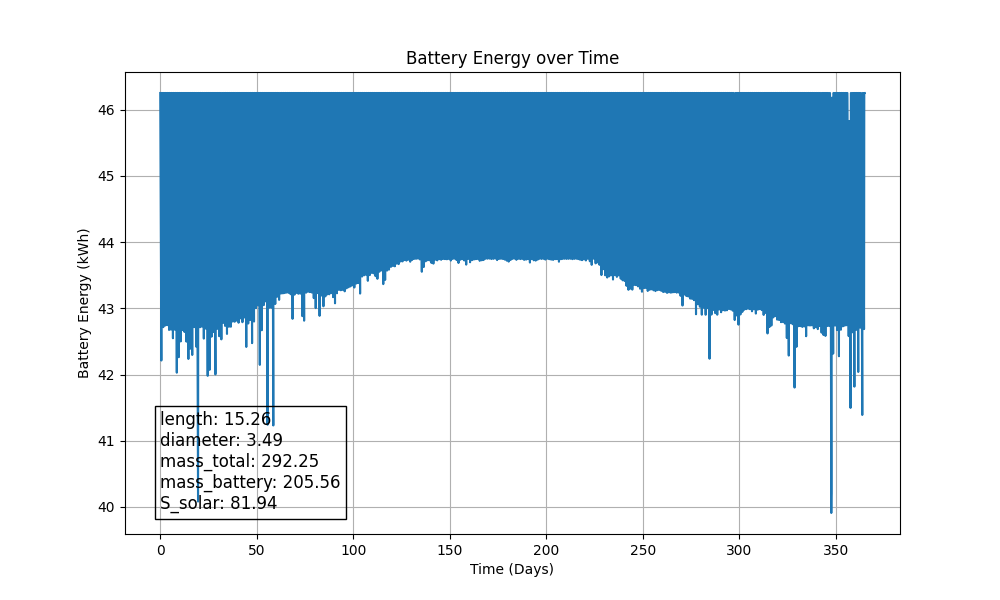 Battery Energy over Time
Battery Energy (kWh)
46
45
44
43
42
41
40
length: 15.26
diameter: 3.49
mass_total: 292.25
mass_battery: 205.56
S_solar: 81.94
0 50 100 150 200 250 300 350
Time (Days)